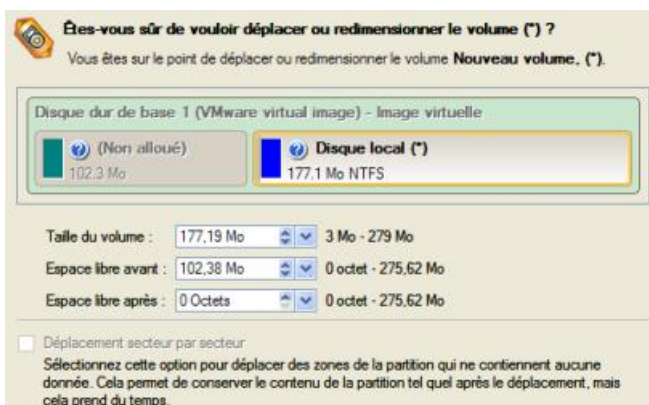 Êtes-vous sûr de vouloir déplacer ou redimensionner le volume (*) ?
Vous êtes sur le point de déplacer ou redimensionner le volume Nouveau volume, (*).
Disque dur de base 1 (VMware virtual image) - Image virtuelle
(Non alloué)
102,3 Mo
Disque local (*)
177.1 Mo NTFS
Taille du volume : 177,19 Mo 3 Mo - 279 Mo
Espace libre avant : 102,38 Mo 0 octet - 275,62 Mo
Espace libre après : 0 Octets 0 octet - 275,62 Mo
Déplacement secteur par secteur
Sélectionnez cette option pour déplacer des zones de la partition qui ne contiennent aucune
donnée. Cela permet de conserver le contenu de la partition tel quel après le déplacement, mais
cela prend du temps.